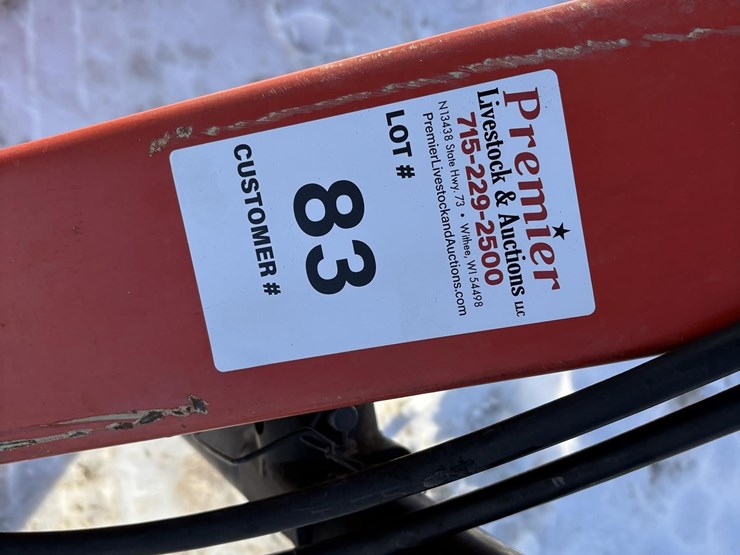 Premier
Livestock & Auctions LLC
715-229-2500
N13438 State Hwy. 73 • Withee, WI 54498
PremierLivestockandAuctions.com
LOT #
83
CUSTOMER #